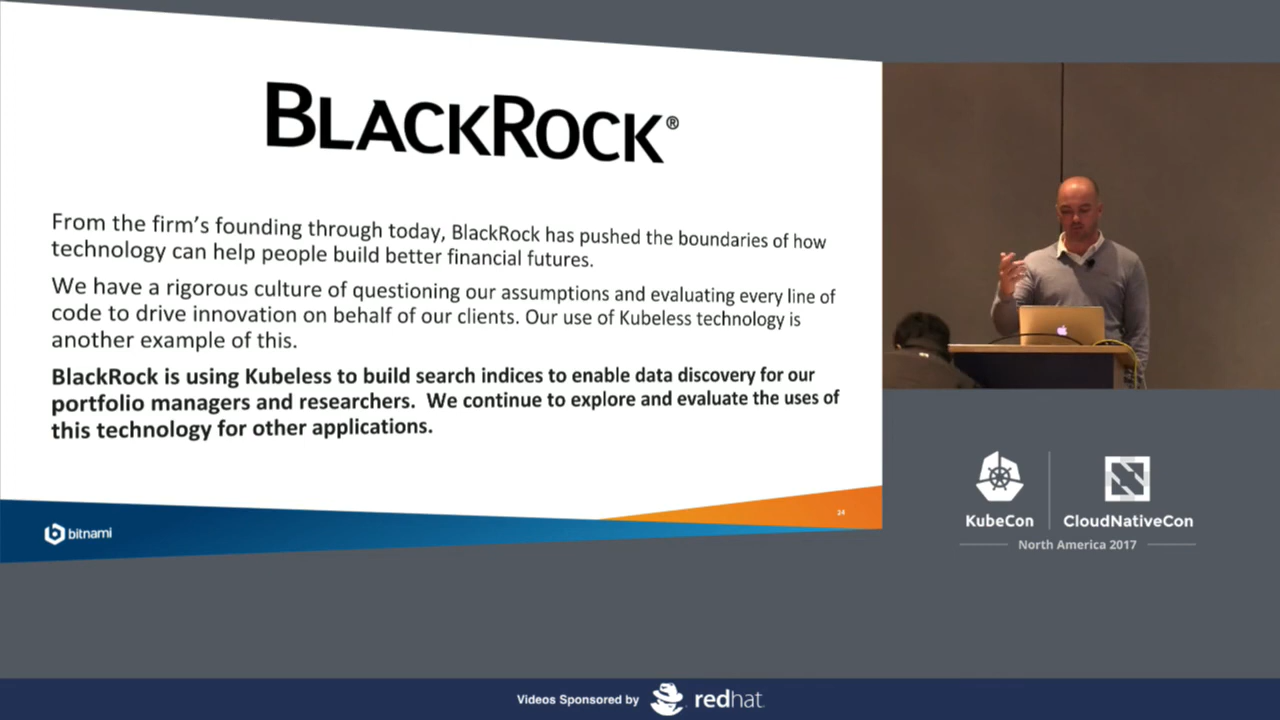 BLACKROCK®
From the firm’s founding through today, BlackRock has pushed the boundaries of how
technology can help people build better financial futures.
We have a rigorous culture of questioning our assumptions and evaluating every line of
code to drive innovation on behalf of our clients. Our use of Kubeless technology is
another example of this.
BlackRock is using Kubeless to build search indices to enable data discovery for our
portfolio managers and researchers.  We continue to explore and evaluate the uses of
this technology for other applications.
bitnami
24
KubeCon
CloudNativeCon
North America 2017
Videos Sponsored by
redhat